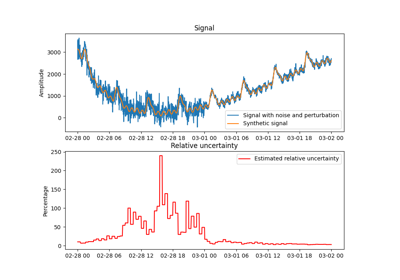 Signal
3000
2000
1000
0
Amplitude
Signal with noise and perturbation
Synthetic signal
02-28 00 02-28 06 02-28 12 02-28 18 03-01 00 03-01 06 03-01 12 03-01 18 03-02 00
Relative uncertainty
250
200
150
100
50
0
Percentage
Estimated relative uncertainty
02-28 00 02-28 06 02-28 12 02-28 18 03-01 00 03-01 06 03-01 12 03-01 18 03-02 00